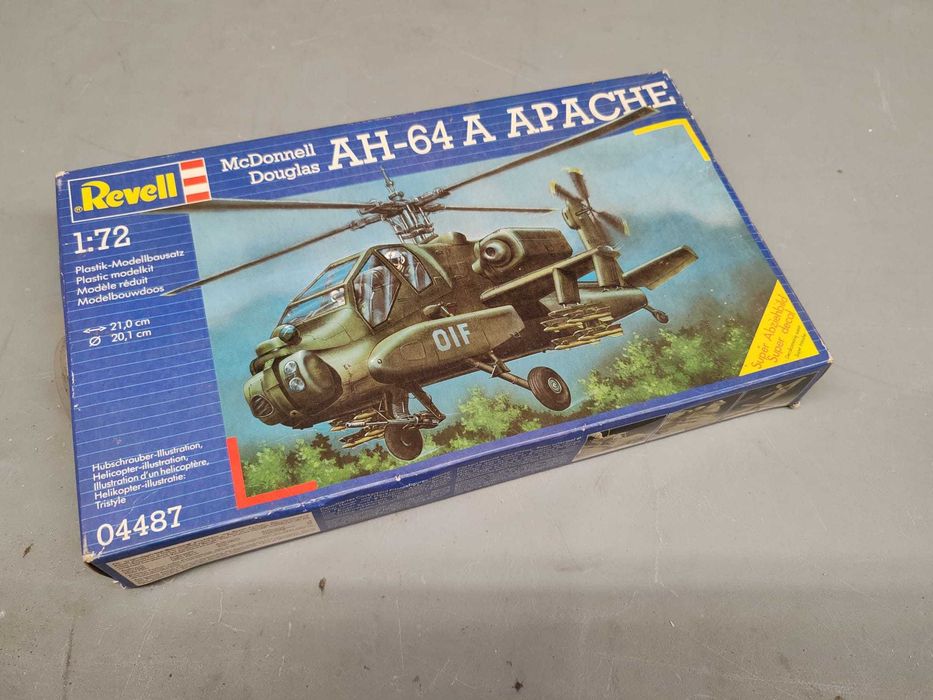 ®Revell
McDonnell
Douglas
AH-64 A APACHE
1:72
Plastik-Modellbausatz
Plastic modelkit
Modèle réduit
Modelbouwdoos
21,0 cm
Ø 20,1 cm
01F
Super Abziehbild
Super decal
Hubschrauber-Illustration,
Helicopter-illustration,
Illustration d'un helicoptère,
Helikopter-illustratie:
Tristyle
04487